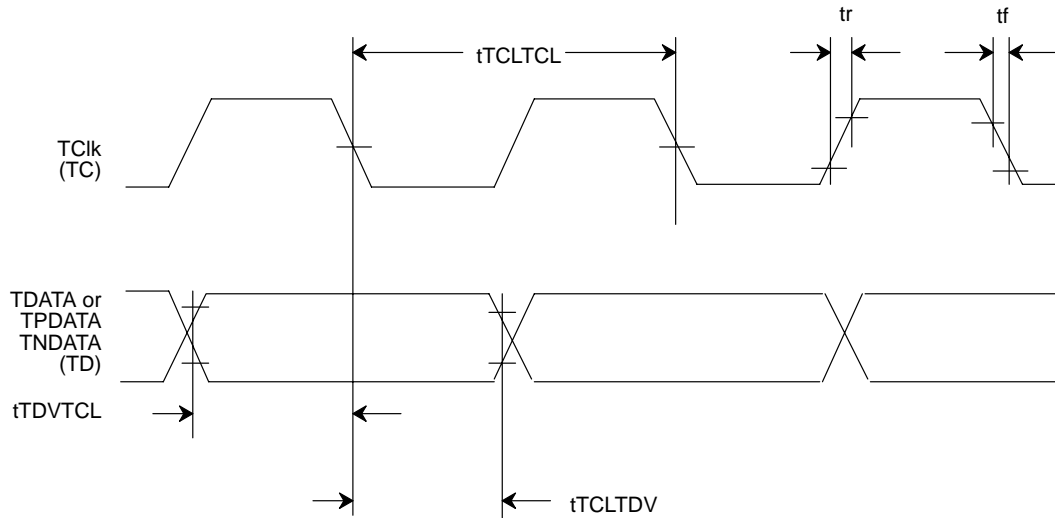 tr
tf
tTCLTCL
TClk
(TC)
TDATA or
TPDATA
TNDATA
(TD)
tTDVTCL
tTCLTDV